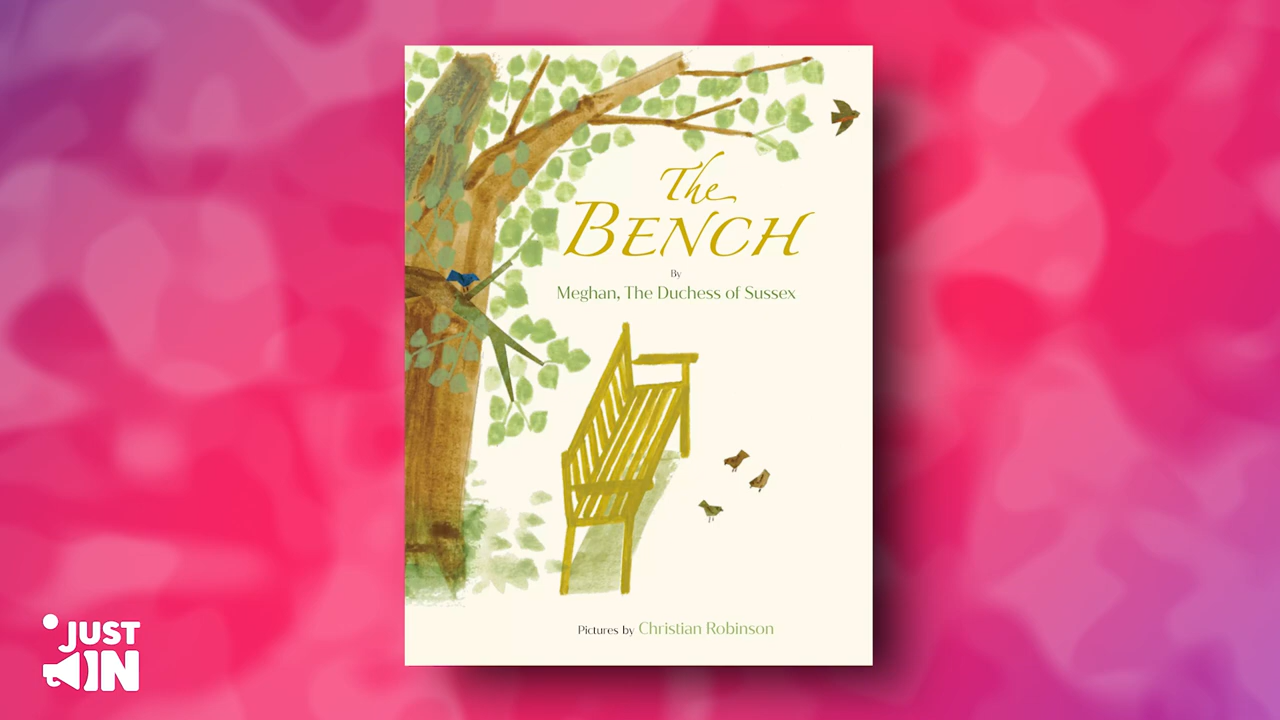 The
BENCH
By
Meghan, The Duchess of Sussex
Pictures by Christian Robinson
JUST
IN